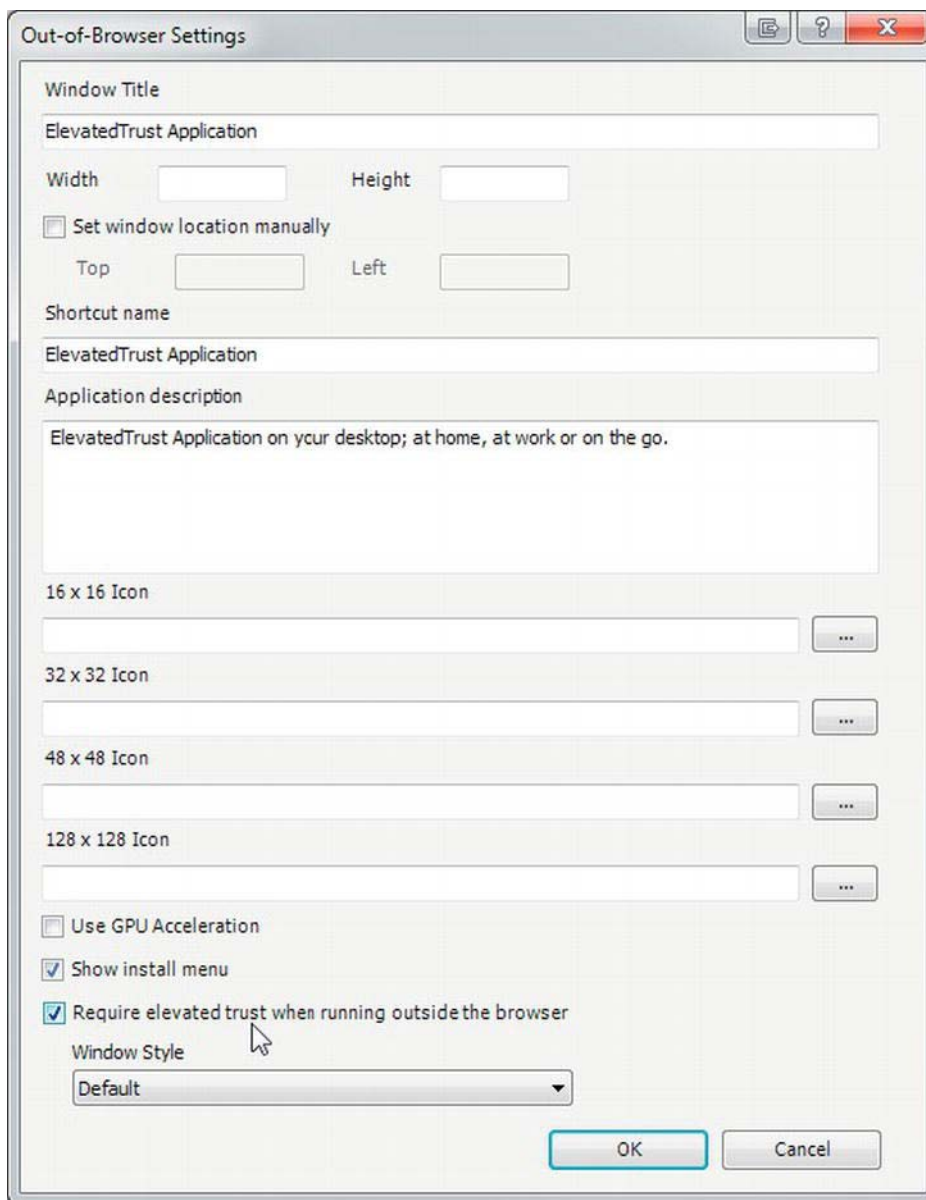 Out-of-Browser Settings
Window Title
ElevatedTrust Application
Width Height
Set window location manually
Top Left
Shortcut name
ElevatedTrust Application
Application description
ElevatedTrust Application on your desktop; at home, at work or on the go.
16 x 16 Icon
...
32 x 32 Icon
...
48 x 48 Icon
...
128 x 128 Icon
...
Use GPU Acceleration
Show install menu
Require elevated trust when running outside the browser
Window Style
Default
OK Cancel